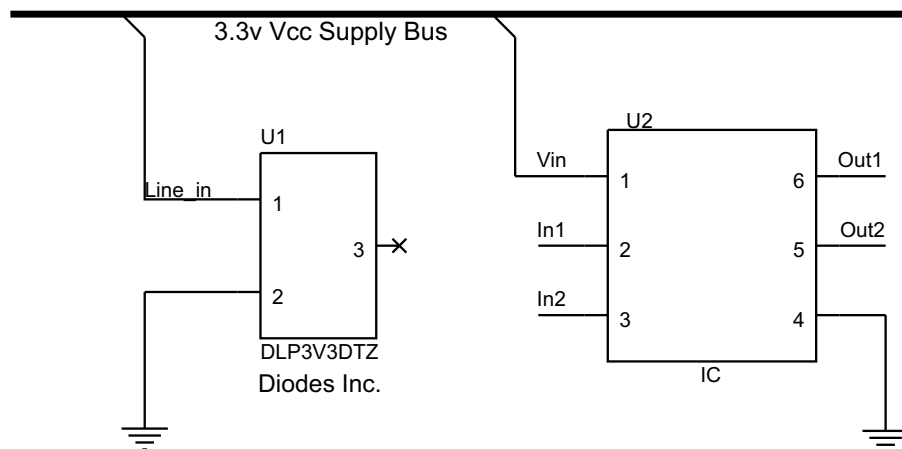 3.3v Vcc Supply Bus
U1
Line_in
1
2
3
DLP3V3DTZ
Diodes Inc.
U2
Vin
1
6
Out1
In1
2
5
Out2
In2
3
4
IC